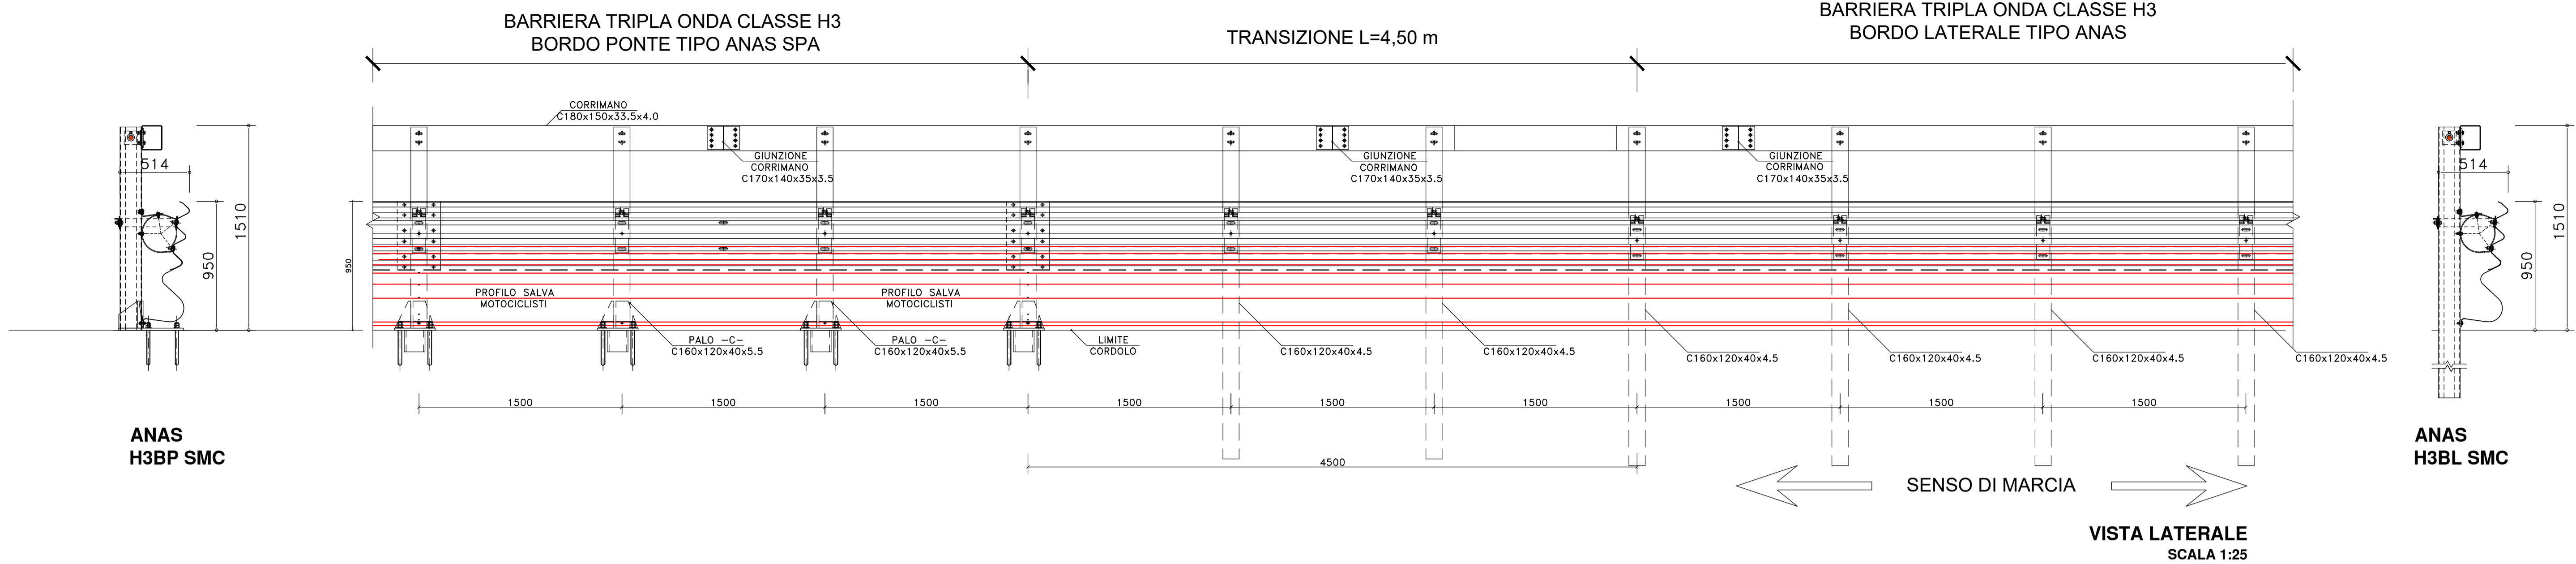 BARRIERA TRIPLA ONDA CLASSE H3
BORDO PONTE TIPO ANAS SPA
TRANSIZIONE L=4,50 m
BARRIERA TRIPLA ONDA CLASSE H3
BORDO LATERALE TIPO ANAS
CORRIMANO
C180x150x33.5x4.0
GIUNZIONE
CORRIMANO
C170x140x35x3.5
GIUNZIONE
CORRIMANO
C170x140x35x3.5
GIUNZIONE
CORRIMANO
C170x140x35x3.5
514
950
1510
950
514
950
1510
PROFILO SALVA
MOTOCICLISTI
PROFILO SALVA
MOTOCICLISTI
PALO -C-
C160x120x40x5.5
PALO -C-
C160x120x40x5.5
LIMITE
CORDOLO
C160x120x40x4.5
C160x120x40x4.5
C160x120x40x4.5
C160x120x40x4.5
C160x120x40x4.5
C160x120x40x4.5
1500
1500
1500
1500
1500
1500
1500
1500
1500
4500
ANAS
H3BP SMC
ANAS
H3BL SMC
SENSO DI MARCIA
VISTA LATERALE
SCALA 1:25